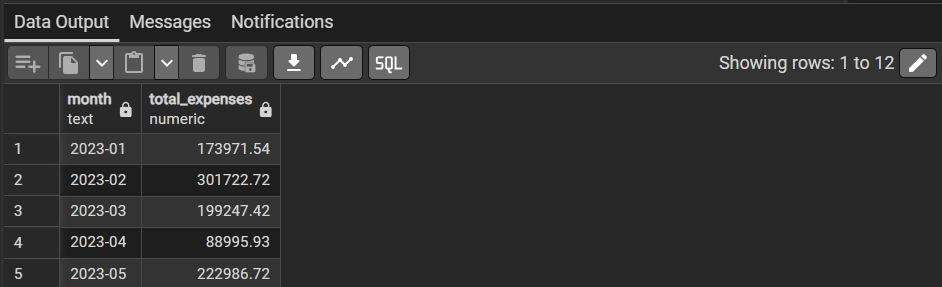 Data Output Messages Notifications
SQL Showing rows: 1 to 12
month total_expenses
text numeric
1 2023-01 173971.54
2 2023-02 301722.72
3 2023-03 199247.42
4 2023-04 88995.93
5 2023-05 222986.72